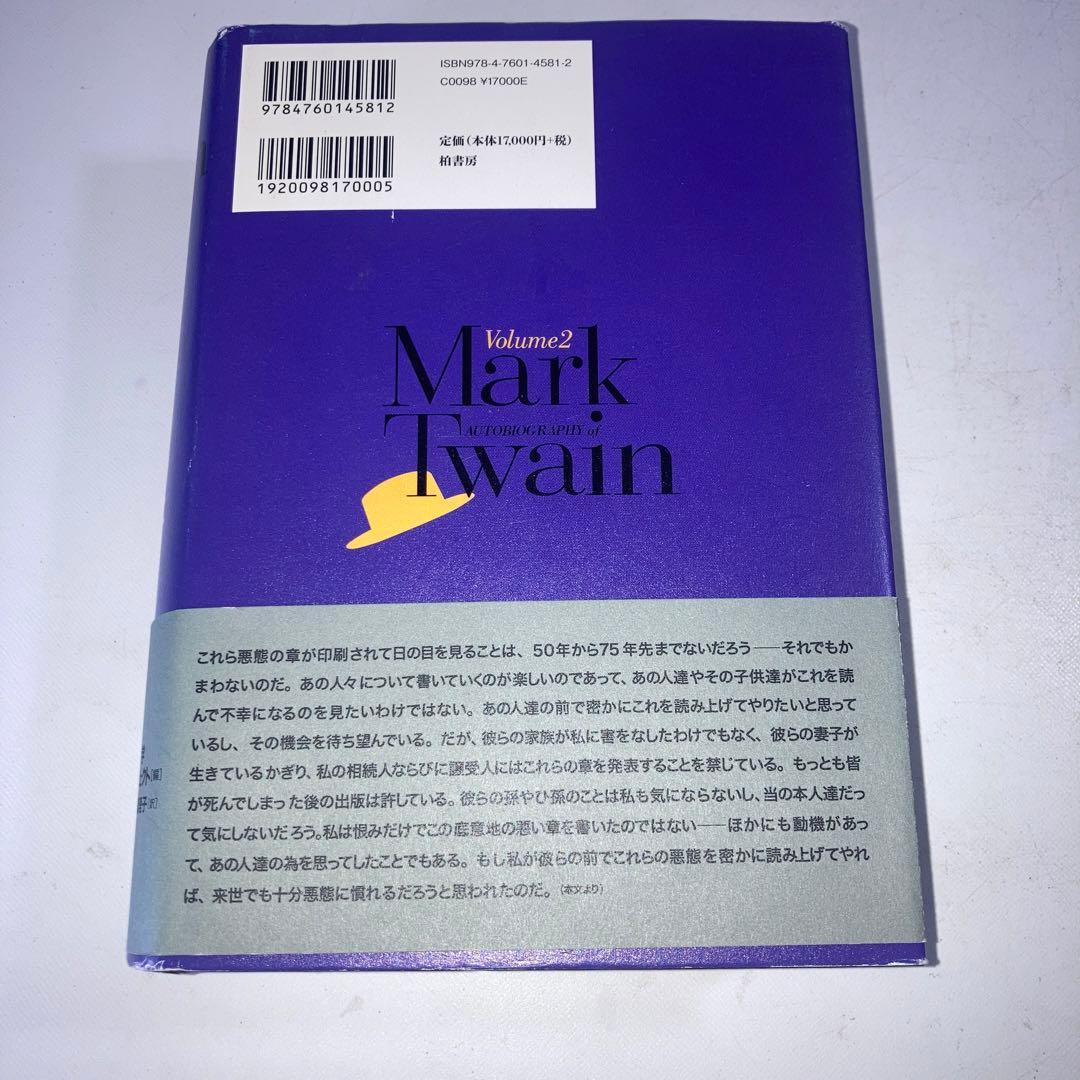 ISBN978-4-7601-4581-2
C0098 ¥17000E
9784760145812
定価(本体17,000円+税)
柏書房
1920098170005
Volume2
Mark
AUTOBIOGRAPHY of
Twain
これら悪態の章が印刷されて日の目を見ることは、50年から75年先までないだろう──それでもか
まわないのだ。あの人々について書いていくのが楽しいのであって、あの人達やその子供達がこれを読
んで不幸になるのを見たいわけではない。あの人達の前で密かにこれを読み上げてやりたいと思って
いるし、その機会を待ち望んでいる。だが、彼らの家族が私に害をなしたわけでもなく、彼らの妻子が
生きているかぎり、私の相続人ならびに譲受人にはこれらの章を発表することを禁じている。もっとも皆
が死んでしまった後の出版は許している。彼らの孫やひ孫のことは私も気にならないし、当の本人達だっ
て気にしないだろう。私は恨みだけでこの底意地の悪い章を書いたのではない──ほかにも動機があっ
て、あの人達の為を思ってしたことでもある。もし私が彼らの前でこれらの悪態を密かに読み上げてやれ
ば、来世でも十分悪態に慣れるだろうと思われたのだ。(本文より)
ト[編]
子[訳]